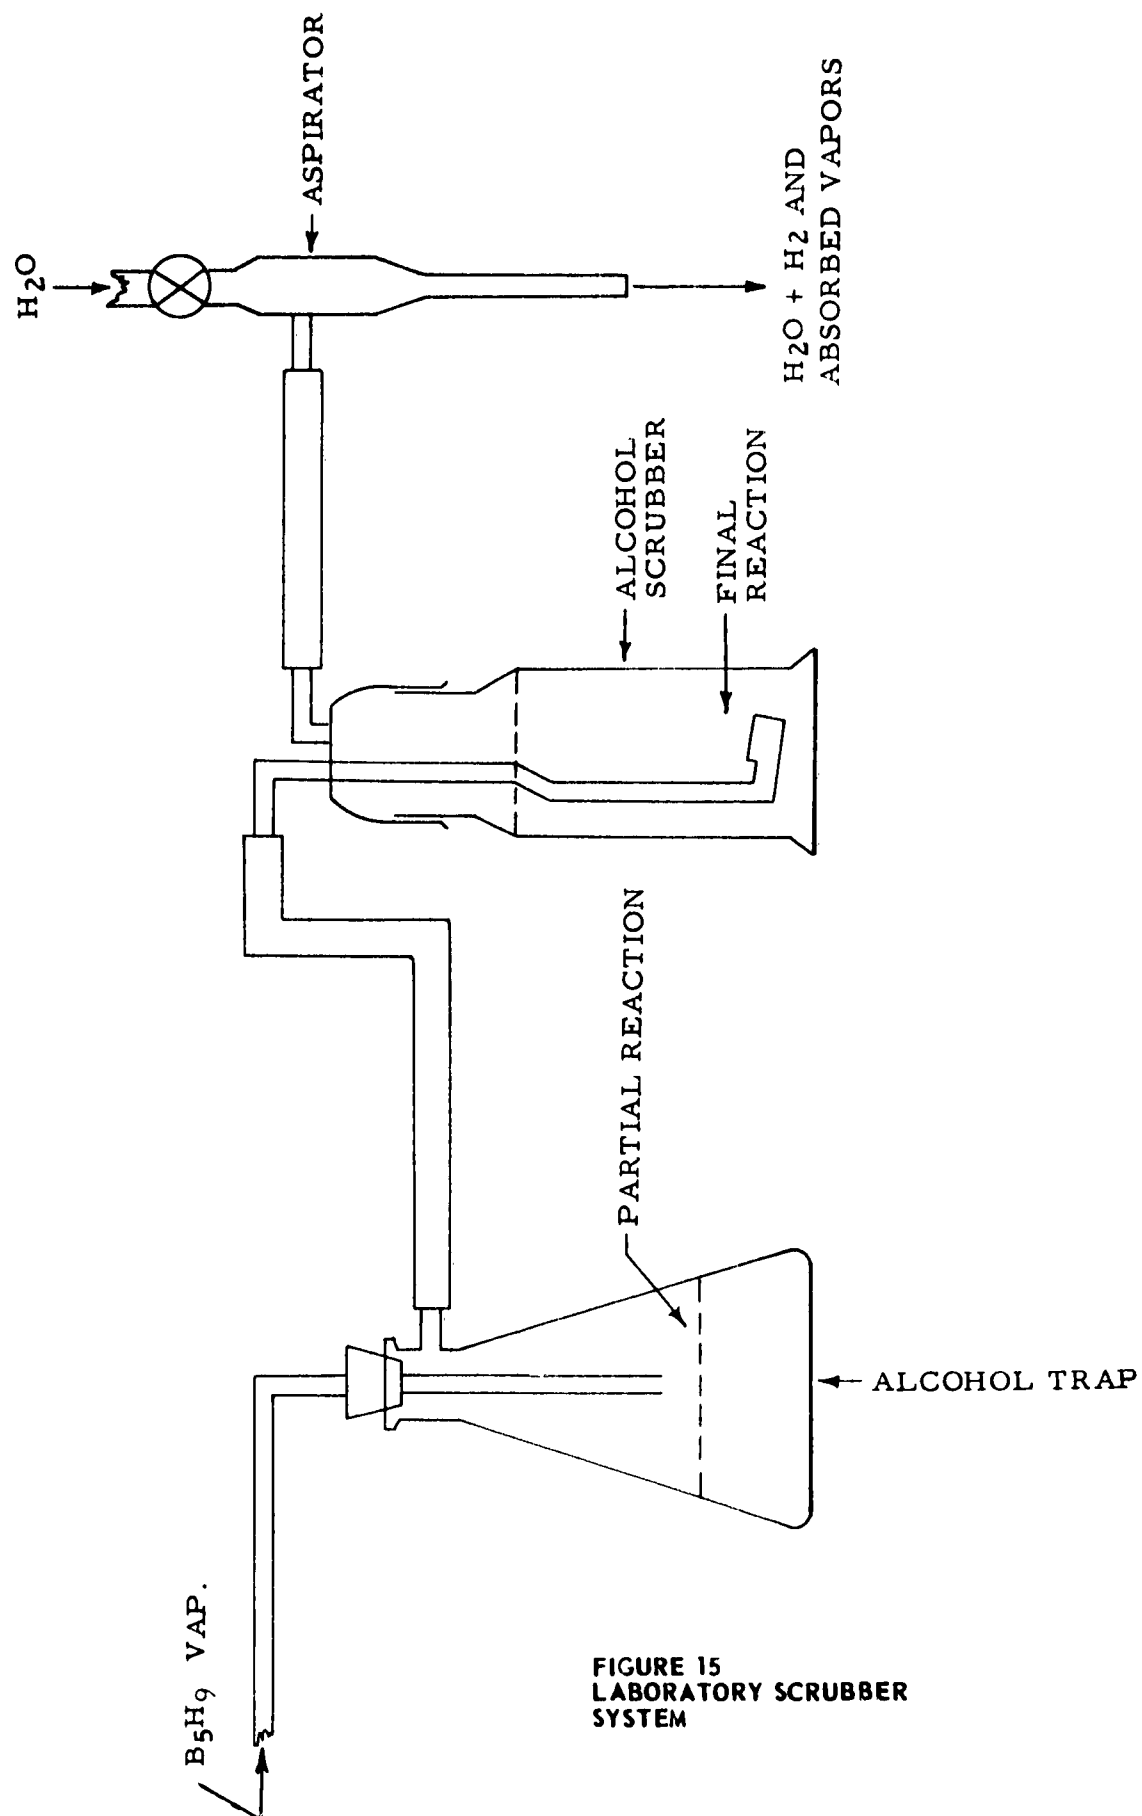 H2O
ASPIRATOR
H2O + H2 AND
ABSORBED VAPORS
ALCOHOL
SCRUBBER
FINAL
REACTION
PARTIAL REACTION
ALCOHOL TRAP
B5H9 VAP.
FIGURE 15
LABORATORY SCRUBBER
SYSTEM